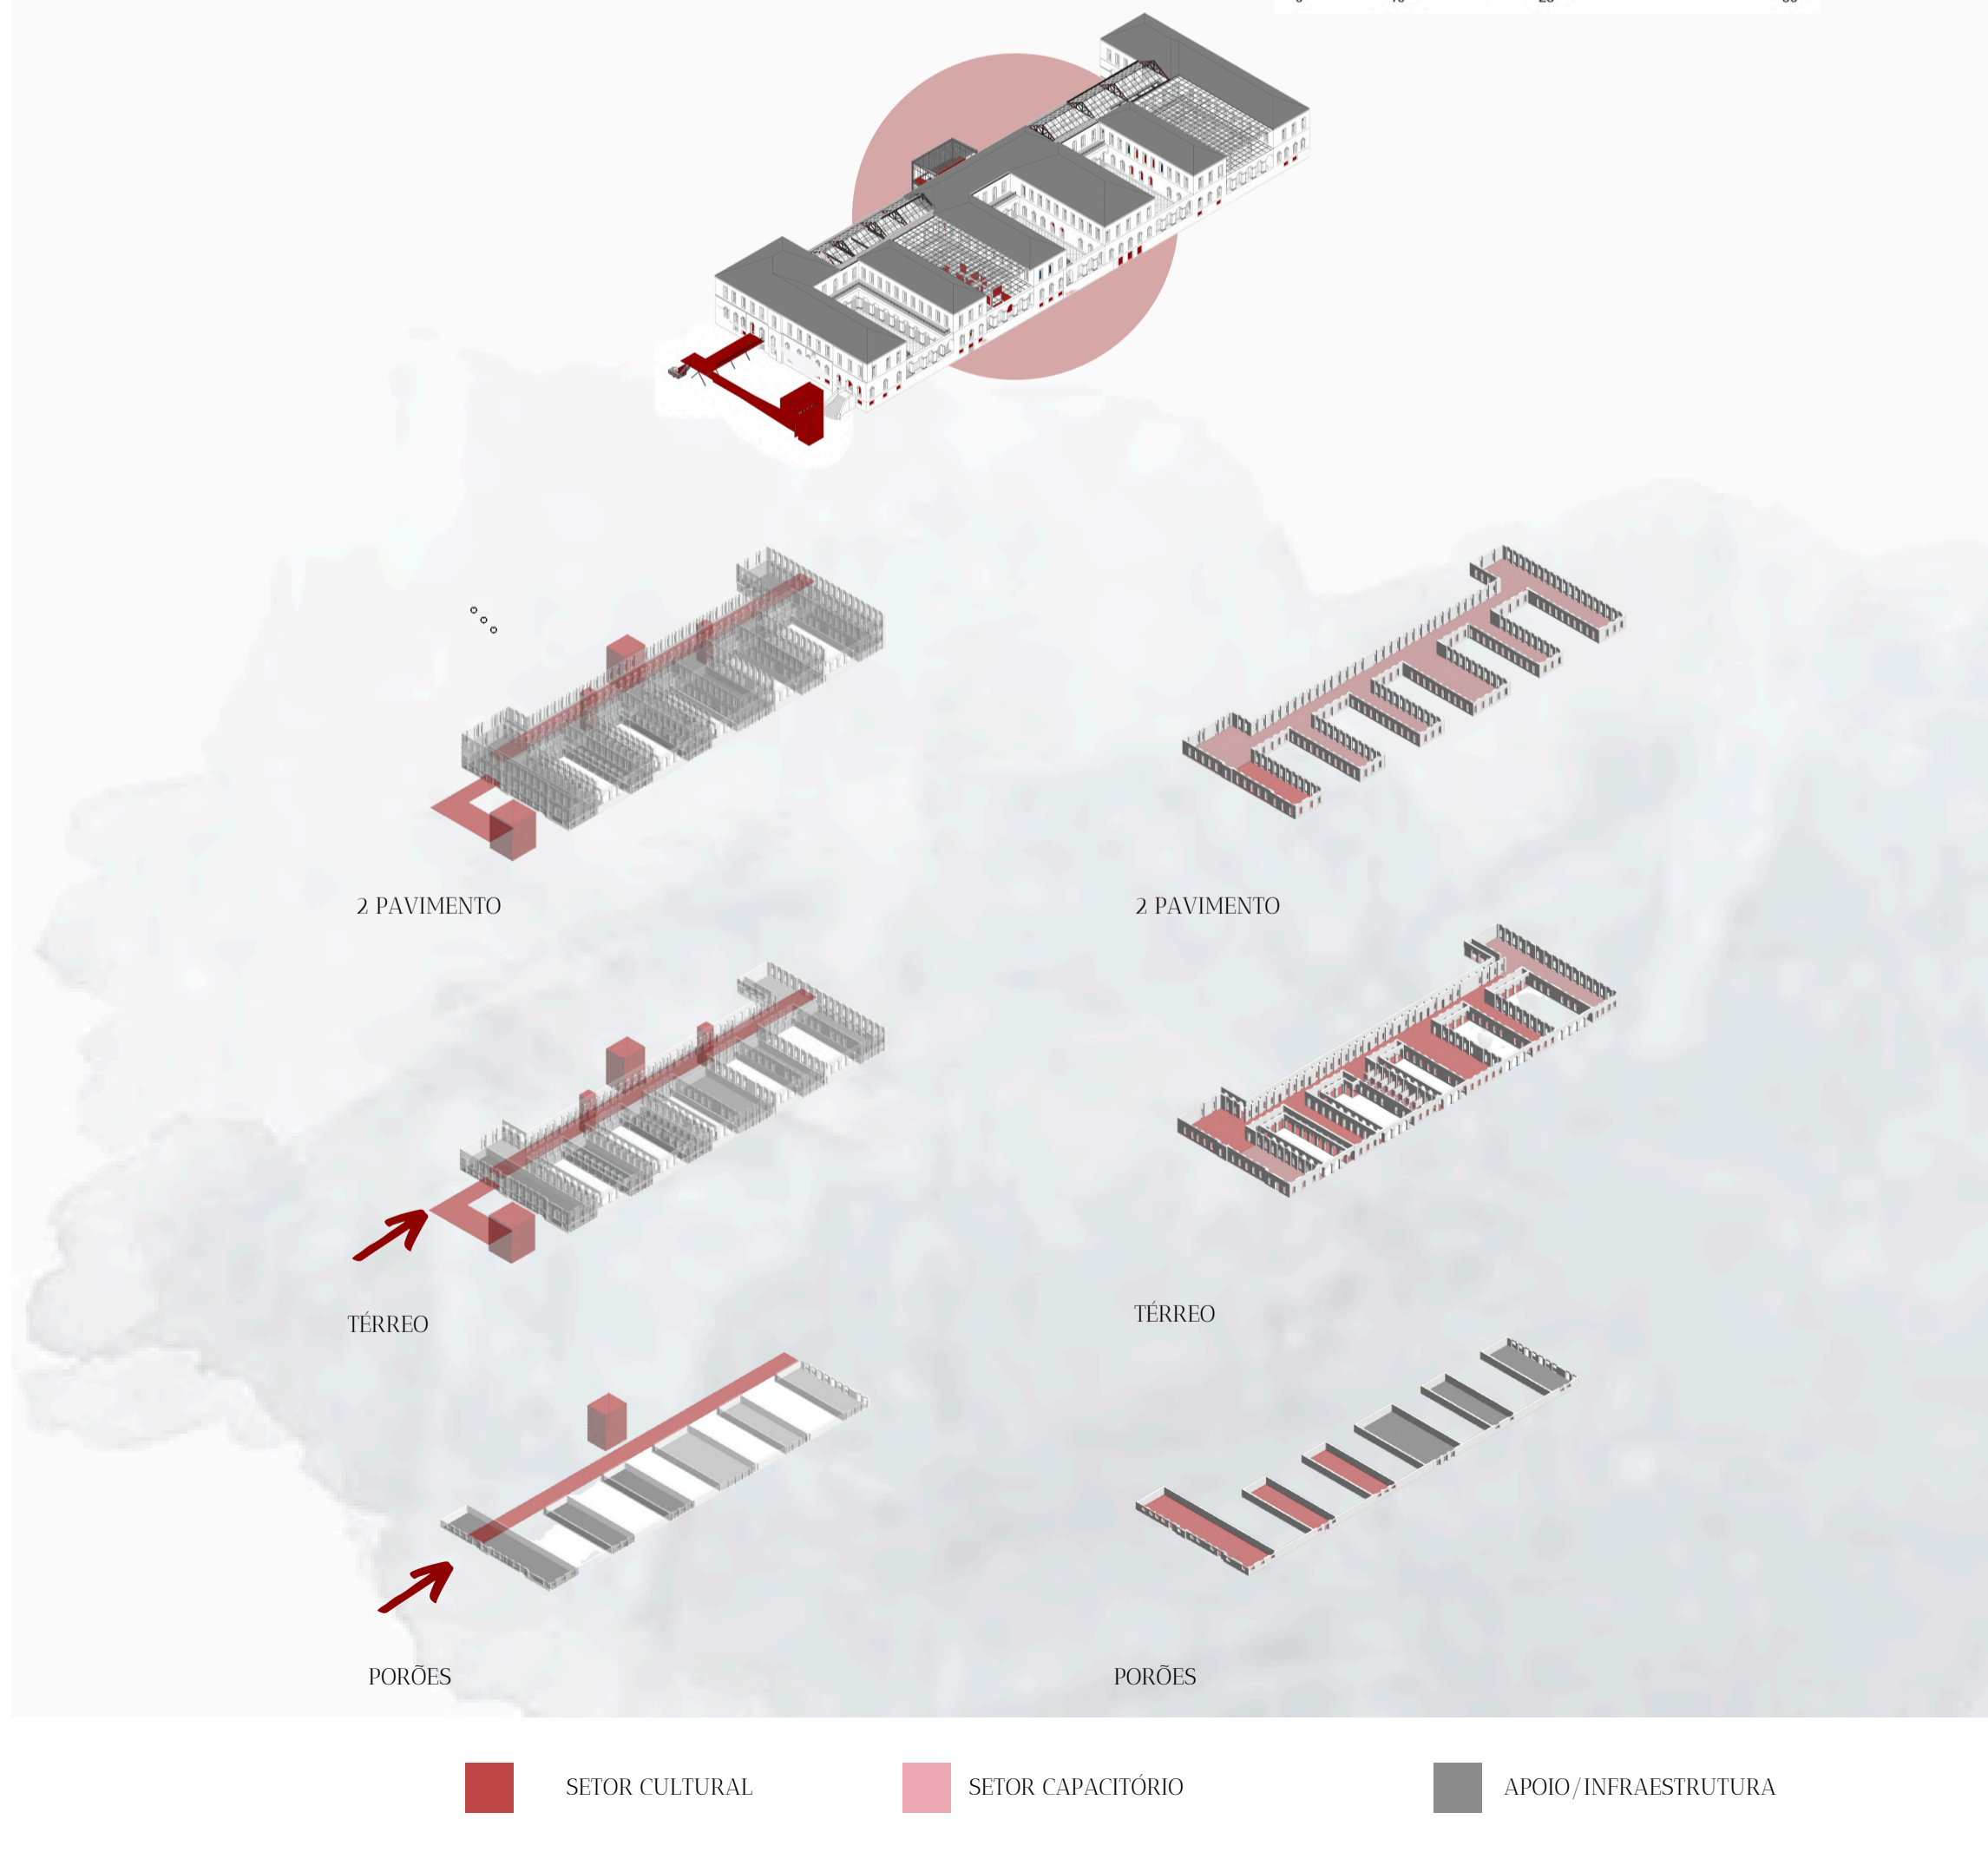 2 PAVIMENTO
2 PAVIMENTO
TÉRREO
TÉRREO
PORÕES
PORÕES
SETOR CULTURAL
SETOR CAPACITÓRIO
APOIO/INFRAESTRUTURA